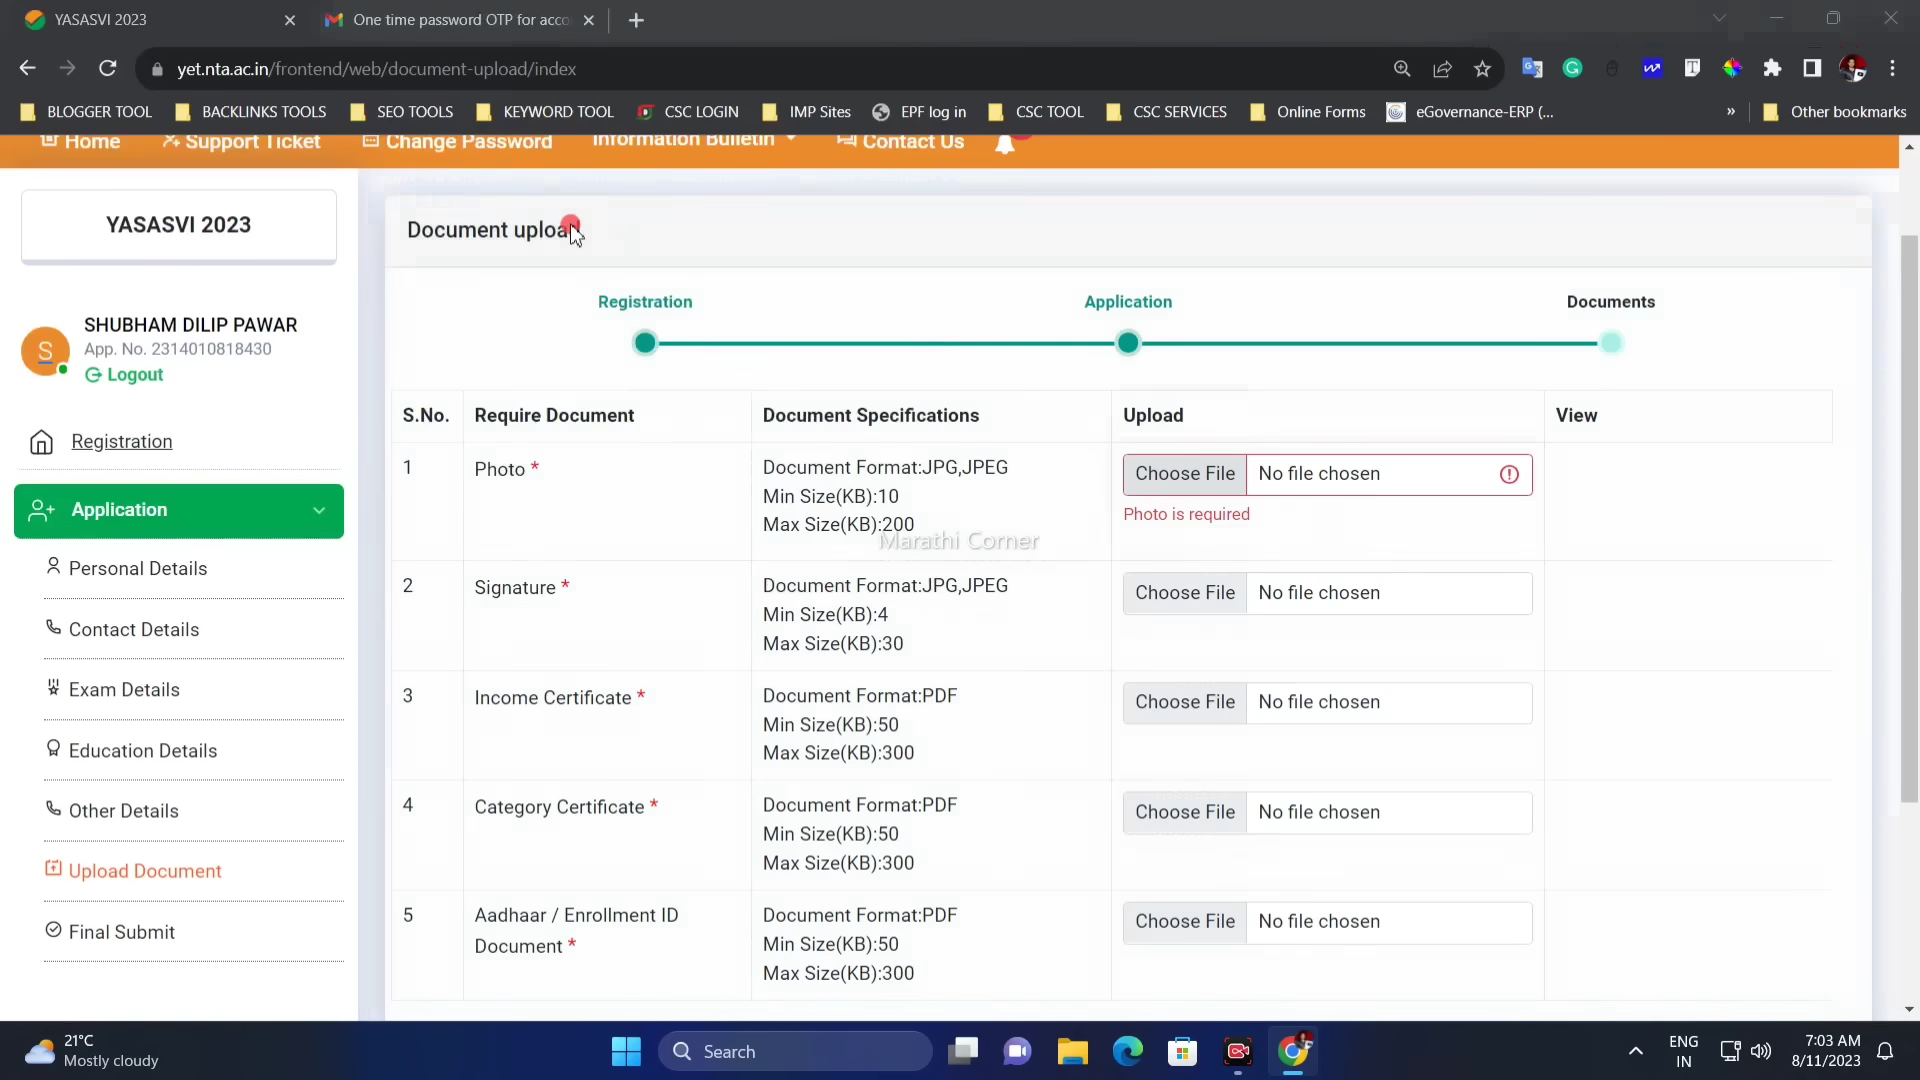 YASASVI 2023
One time password OTP for acco
yet.nta.ac.in/frontend/web/document-upload/index
BLOGGER TOOL
BACKLINKS TOOLS
SEO TOOLS
KEYWORD TOOL
CSC LOGIN
IMP Sites
EPF log in
CSC TOOL
CSC SERVICES
Online Forms
eGovernance-ERP (...
»
Other bookmarks
Home
Support Ticket
Change Password
Information Bulletin
Contact Us
YASASVI 2023
S
SHUBHAM DILIP PAWAR
App. No. 2314010818430
Logout
Registration
Application
Personal Details
Contact Details
Exam Details
Education Details
Other Details
Upload Document
Final Submit
Document upload
Registration
Application
Documents
S.No.
Require Document
Document Specifications
Upload
View
1
Photo *
Document Format:JPG,JPEG
Min Size(KB):10
Max Size(KB):200
Choose File
No file chosen
Photo is required
Marathi Corner
2
Signature *
Document Format:JPG,JPEG
Min Size(KB):4
Max Size(KB):30
Choose File
No file chosen
3
Income Certificate *
Document Format:PDF
Min Size(KB):50
Max Size(KB):300
Choose File
No file chosen
4
Category Certificate *
Document Format:PDF
Min Size(KB):50
Max Size(KB):300
Choose File
No file chosen
5
Aadhaar / Enrollment ID
Document *
Document Format:PDF
Min Size(KB):50
Max Size(KB):300
Choose File
No file chosen
21°C
Mostly cloudy
Search
ENG
IN
7:03 AM
8/11/2023